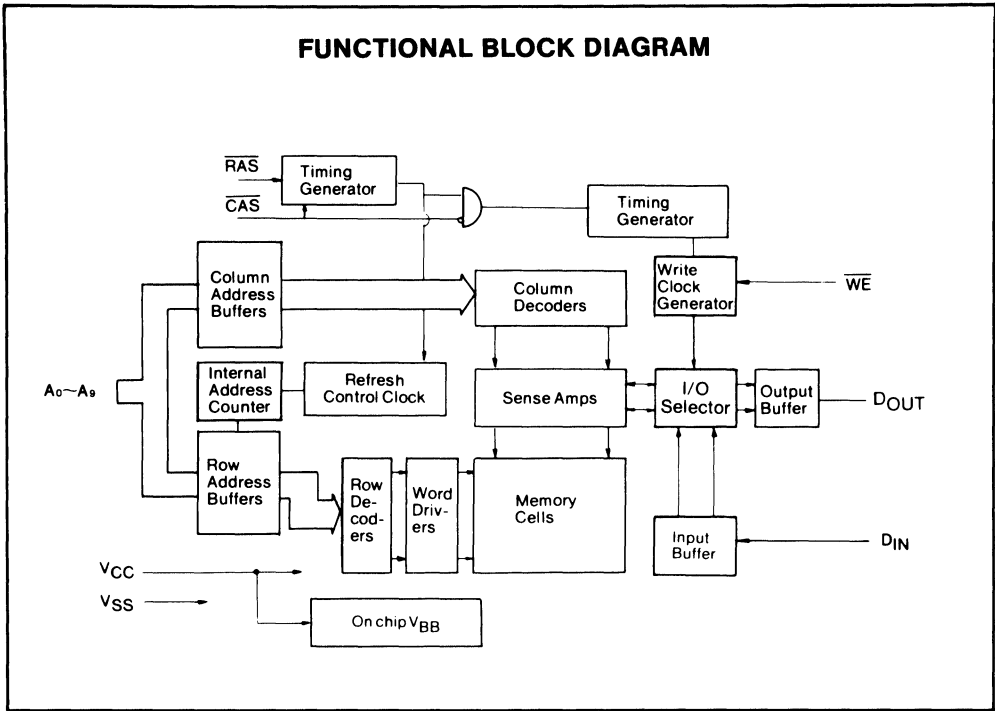 FUNCTIONAL BLOCK DIAGRAM
RAS
Timing
Generator
CAS
Timing
Generator
Column
Address
Buffers
Column
Decoders
Write
Clock
Generator
WE
A0~A9
Internal
Address
Counter
Refresh
Control Clock
Sense Amps
I/O
Selector
Output
Buffer
DOUT
Row
Address
Buffers
Row
De-
cod-
ers
Word
Driv-
ers
Memory
Cells
Input
Buffer
DIN
VCC
VSS
On chip VBB